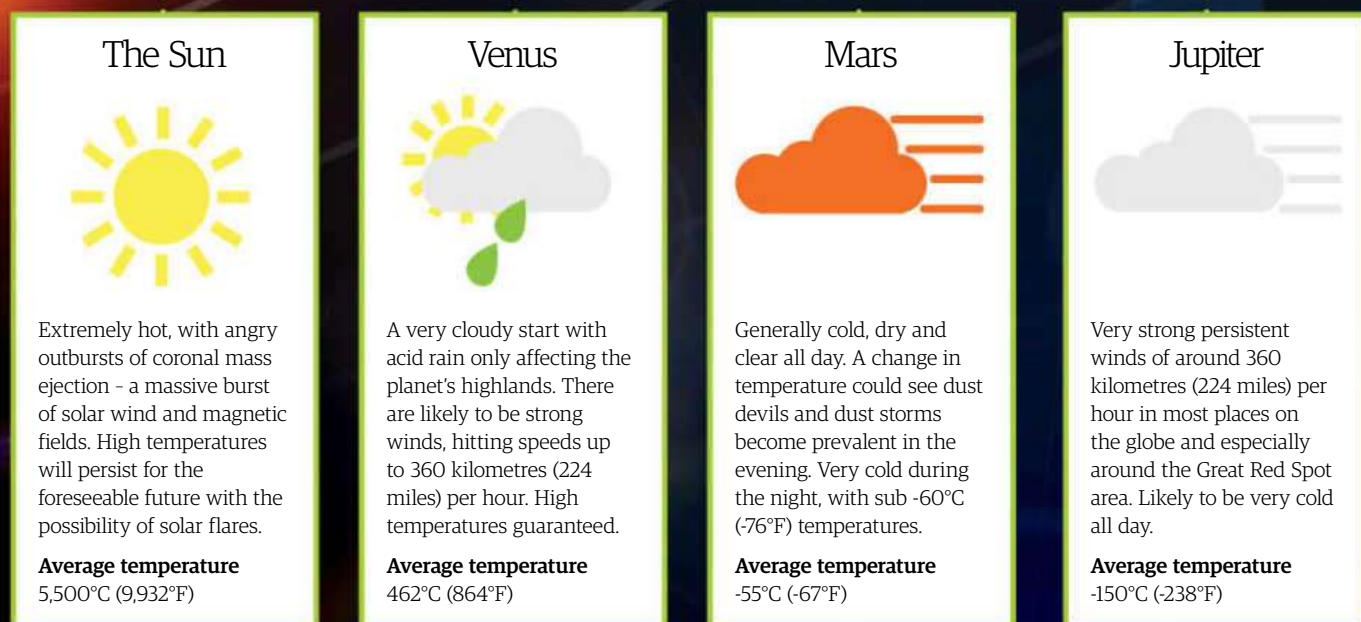 The Sun
Extremely hot, with angry
outbursts of coronal mass
ejection - a massive burst
of solar wind and magnetic
fields. High temperatures
will persist for the
foreseeable future with the
possibility of solar flares.
Average temperature
5,500°C (9,932°F)
Venus
A very cloudy start with
acid rain only affecting the
planet's highlands. There
are likely to be strong
winds, hitting speeds up
to 360 kilometres (224
miles) per hour. High
temperatures guaranteed.
Average temperature
462°C (864°F)
Mars
Generally cold, dry and
clear all day. A change in
temperature could see dust
devils and dust storms
become prevalent in the
evening. Very cold during
the night, with sub -60°C
(-76°F) temperatures.
Average temperature
-55°C (-67°F)
Jupiter
Very strong persistent
winds of around 360
kilometres (224 miles) per
hour in most places on
the globe and especially
around the Great Red Spot
area. Likely to be very cold
all day.
Average temperature
-150°C (-238°F)